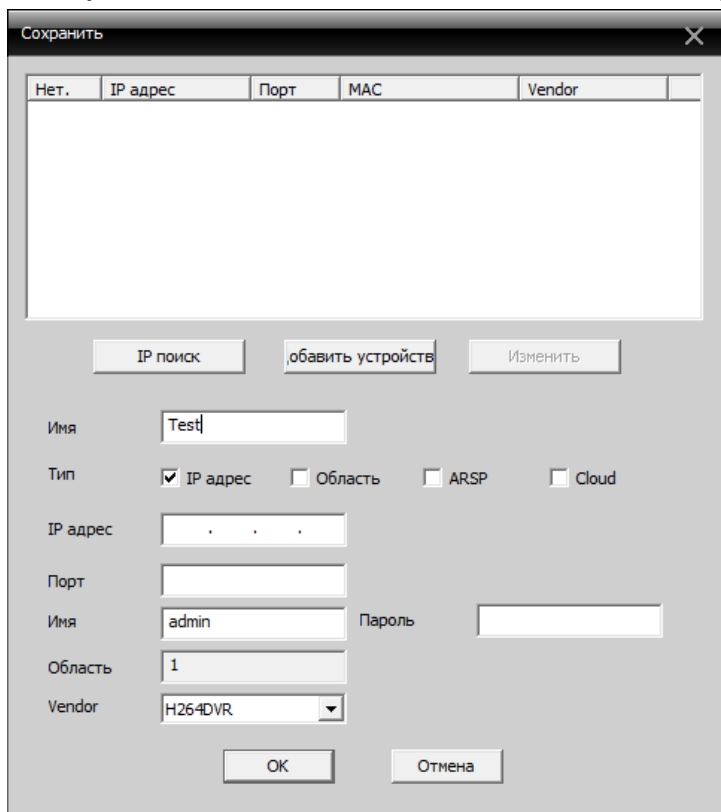 Сохранить
Нет. IP адрес Порт MAC Vendor
IP поиск обавить устройств Изменить
Имя Test
Тип IP адрес Область ARSP Cloud
IP адрес . . .
Порт
Имя admin Пароль
Область 1
Vendor H264DVR
OK Отмена